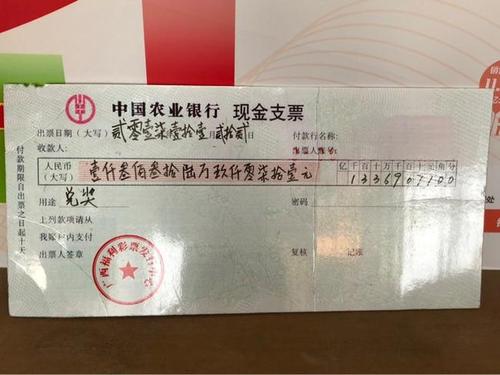 中国农业银行 现金支票
出票日期（大写）贰零壹柒壹拾壹月贰拾贰日
付款行名称:
收款人:
出票人账号:
人民币（大写）壹仟叁佰叁拾陆万玖仟零柒拾壹元
亿千百十万千百十元角分
1336907100
用途 兑奖
密码
上列款项请从
我账户内支付
出票人签章
复核
记账
付款期限自出票之日起十天
广西福利彩票发行中心